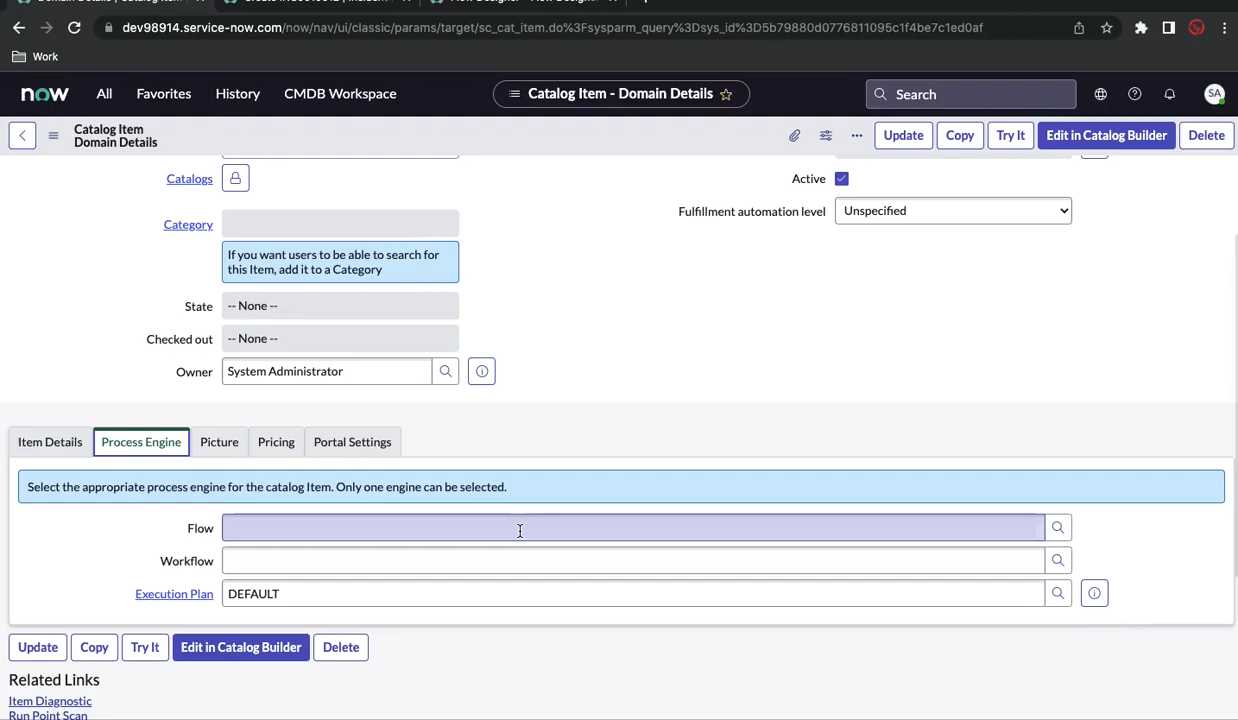 dev98914.service-now.com/now/nav/ui/classic/params/target/sc_cat_item.do%3Fsysparm_query%3Dsys_id%3D5b79880d0776811095c1f4be7c1ed0af
Work
now All Favorites History CMDB Workspace Catalog Item - Domain Details Search SA
Catalog Item
Domain Details
Update Copy Try It Edit in Catalog Builder Delete
Catalogs
Active
Fulfillment automation level Unspecified
Category
If you want users to be able to search for
this Item, add it to a Category
State -- None --
Checked out -- None --
Owner System Administrator
Item Details Process Engine Picture Pricing Portal Settings
Select the appropriate process engine for the catalog Item. Only one engine can be selected.
Flow
Workflow
Execution Plan DEFAULT
Update Copy Try It Edit in Catalog Builder Delete
Related Links
Item Diagnostic
Run Point Scan